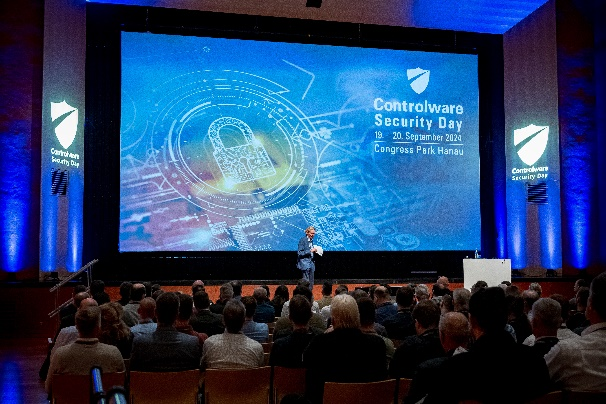 Controlware
Security Day
19. - 20. September 2024
Congress Park Hanau
Controlware
Security Day
Controlware
Security Day